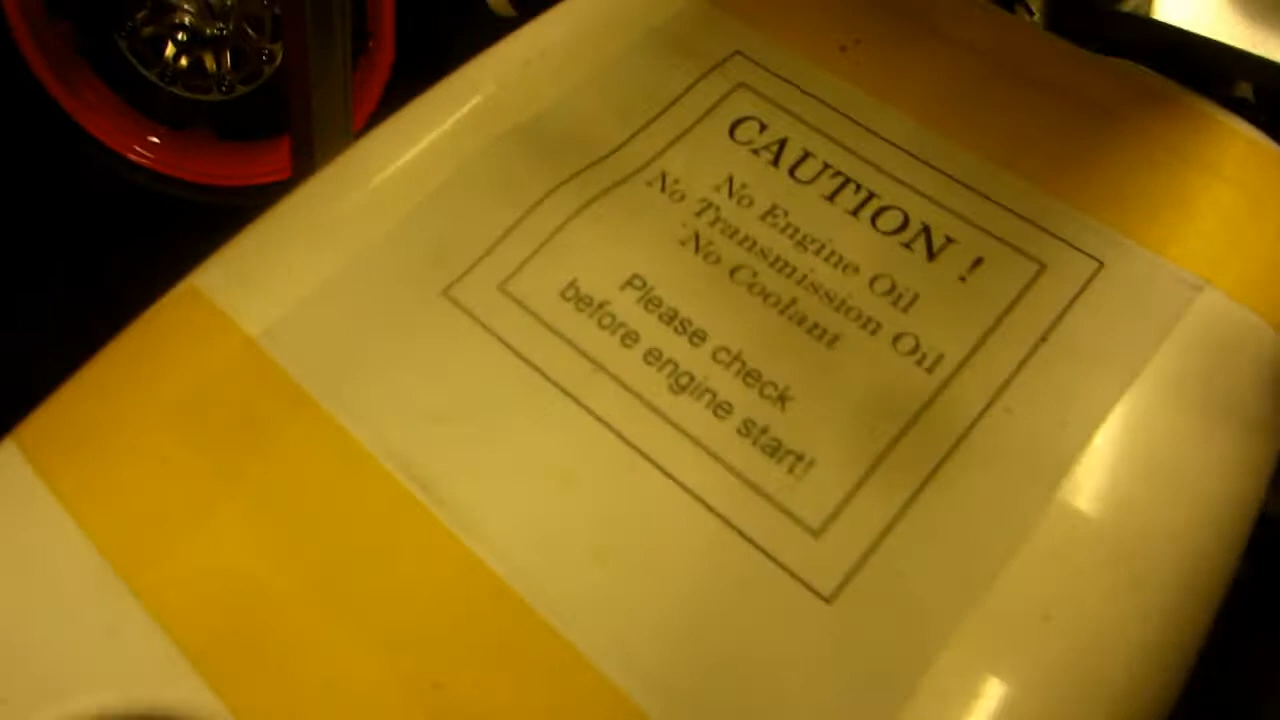 CAUTION !
No Engine Oil
No Transmission Oil
No Coolant
Please check
before engine start!